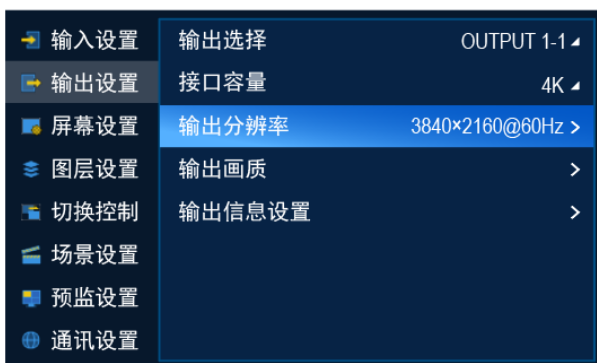 输入设置
输出设置
屏幕设置
图层设置
切换控制
场景设置
预监设置
通讯设置
输出选择 OUTPUT 1-1
接口容量 4K
输出分辨率 3840×2160@60Hz >
输出画质 >
输出信息设置 >